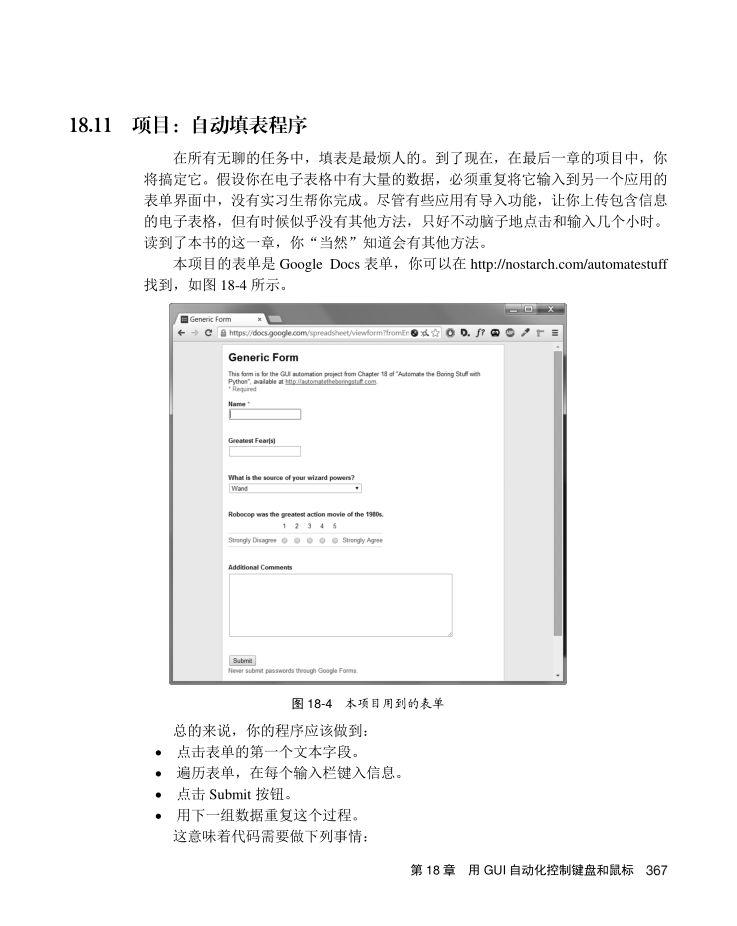 18.11 项目：自动填表程序
在所有无聊的任务中，填表是最烦人的。到了现在，在最后一章的项目中，你
将搞定它。假设你在电子表格中有大量的数据，必须重复将它输入到另一个应用的
表单界面中，没有实习生帮你完成。尽管有些应用有导入功能，让你上传包含信息
的电子表格，但有时候似乎没有其他方法，只好不动脑子地点击和输入几个小时。
读到了本书的这一章，你“当然”知道会有其他方法。
本项目的表单是 Google Docs 表单，你可以在 http://nostarch.com/automatestuff
找到，如图 18-4 所示。
Generic Form
https://docs.google.com/spreadsheet/viewform?fromEr
Generic Form
This form is for the GUI automation project from Chapter 18 of "Automate the Boring Stuff with
Python", available at http://automatetheboringstuff.com.
* Required
Name *
Greatest Fear(s)
What is the source of your wizard powers?
Wand
Robocop was the greatest action movie of the 1980s.
1 2 3 4 5
Strongly Disagree Strongly Agree
Additional Comments
Submit
Never submit passwords through Google Forms.
图 18-4 本项目用到的表单
总的来说，你的程序应该做到：
• 点击表单的第一个文本字段。
• 遍历表单，在每个输入栏键入信息。
• 点击 Submit 按钮。
• 用下一组数据重复这个过程。
这意味着代码需要做下列事情：
第 18 章 用 GUI 自动化控制键盘和鼠标 367